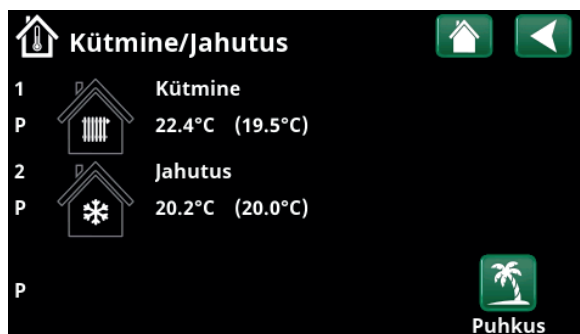 Kütmine/Jahutus
1 Kütmine
P 22.4°C (19.5°C)
2 Jahutus
P 20.2°C (20.0°C)
P
Puhkus